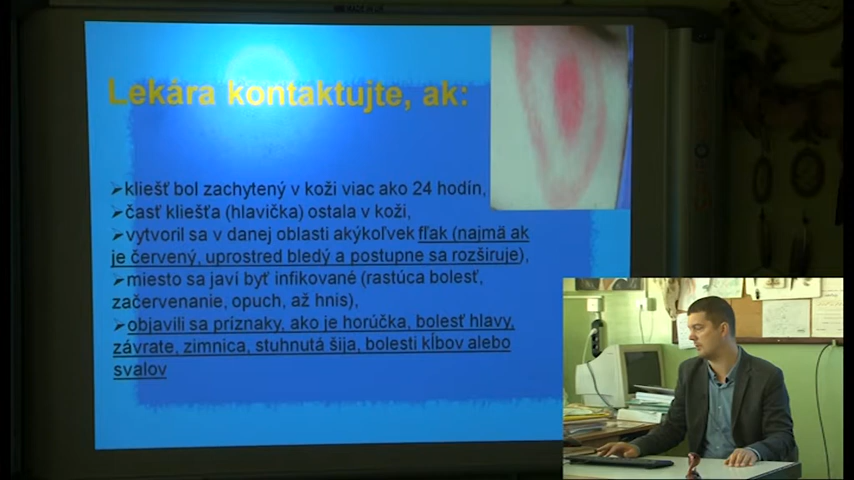 Lekára kontaktujte, ak:
➢kliešť bol zachytený v koži viac ako 24 hodín,
➢časť kliešťa (hlavička) ostala v koži,
➢vytvoril sa v danej oblasti akýkoľvek fľak (najmä ak
je červený, uprostred bledý a postupne sa rozširuje),
➢miesto sa javí byť infikované (rastúca bolesť,
začervenanie, opuch, až hnis),
➢objavili sa príznaky, ako je horúčka, bolesť hlavy,
závrate, zimnica, stuhnutá šija, bolesti kĺbov alebo
svalov